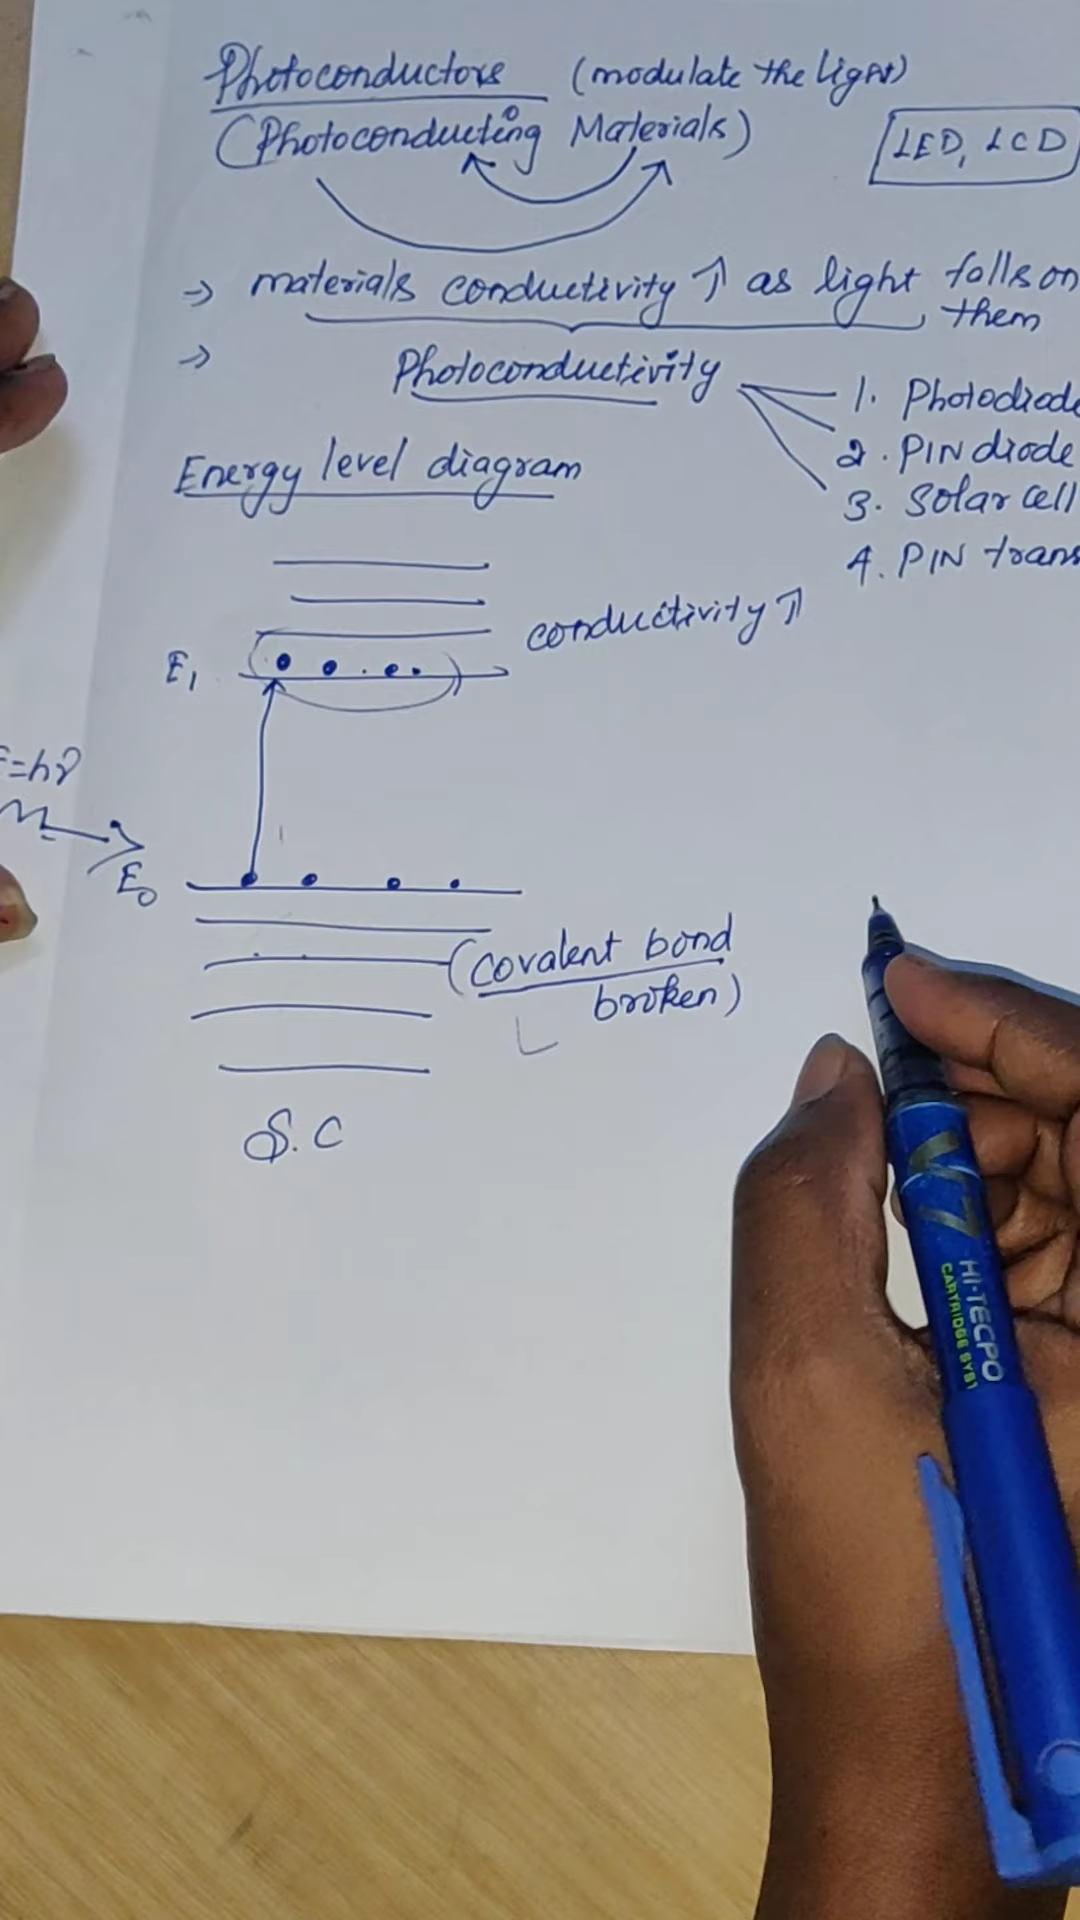 Photoconductors (modulate the light)
(Photoconducting Materials)
LED, LCD
→ materials conductivity ↑ as light falls on
them
→ Photoconductivity
1. Photodiode
2. PIN diode
3. Solar cell
4. PIN trans
Energy level diagram
conductivity ↑
E₁
=hν
E₀
(covalent bond
broken)
S.C
V7
HI-TECPO
CARTRIDGE SYST